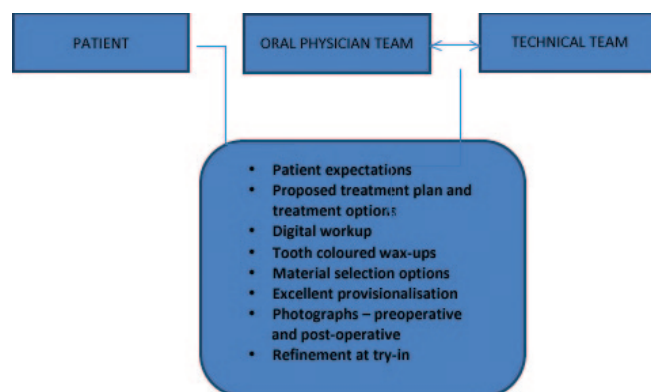 PATIENT
ORAL PHYSICIAN TEAM
TECHNICAL TEAM
• Patient expectations
• Proposed treatment plan and
treatment options
• Digital workup
• Tooth coloured wax-ups
• Material selection options
• Excellent provisionalisation
• Photographs – preoperative
and post-operative
• Refinement at try-in